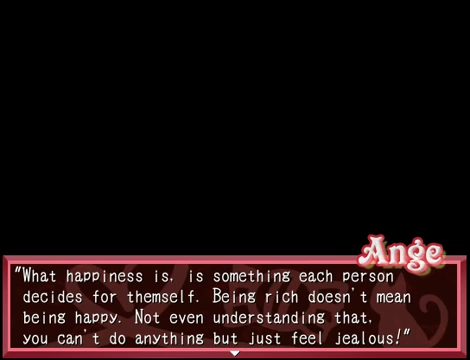 Ange
"What happiness is, is something each person
decides for themself. Being rich doesn't mean
being happy. Not even understanding that,
you can't do anything but just feel jealous!"